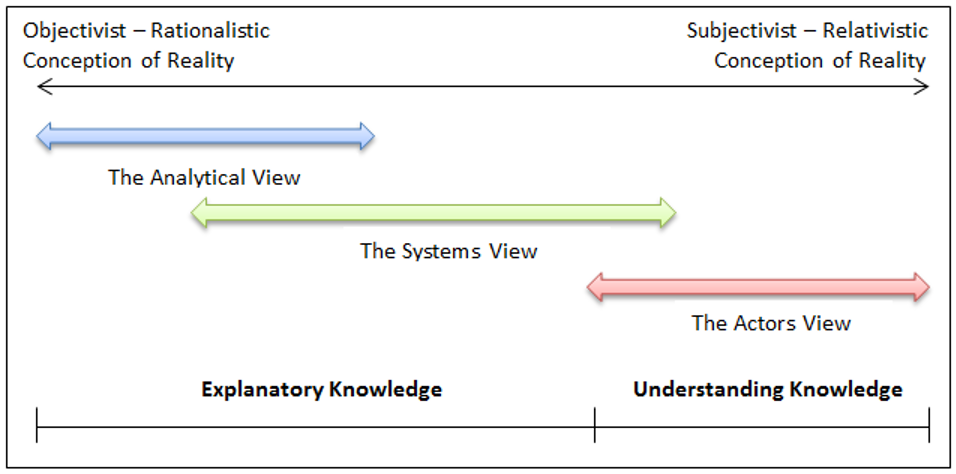 Objectivist – Rationalistic
Conception of Reality
Subjectivist – Relativistic
Conception of Reality
The Analytical View
The Systems View
The Actors View
Explanatory Knowledge
Understanding Knowledge